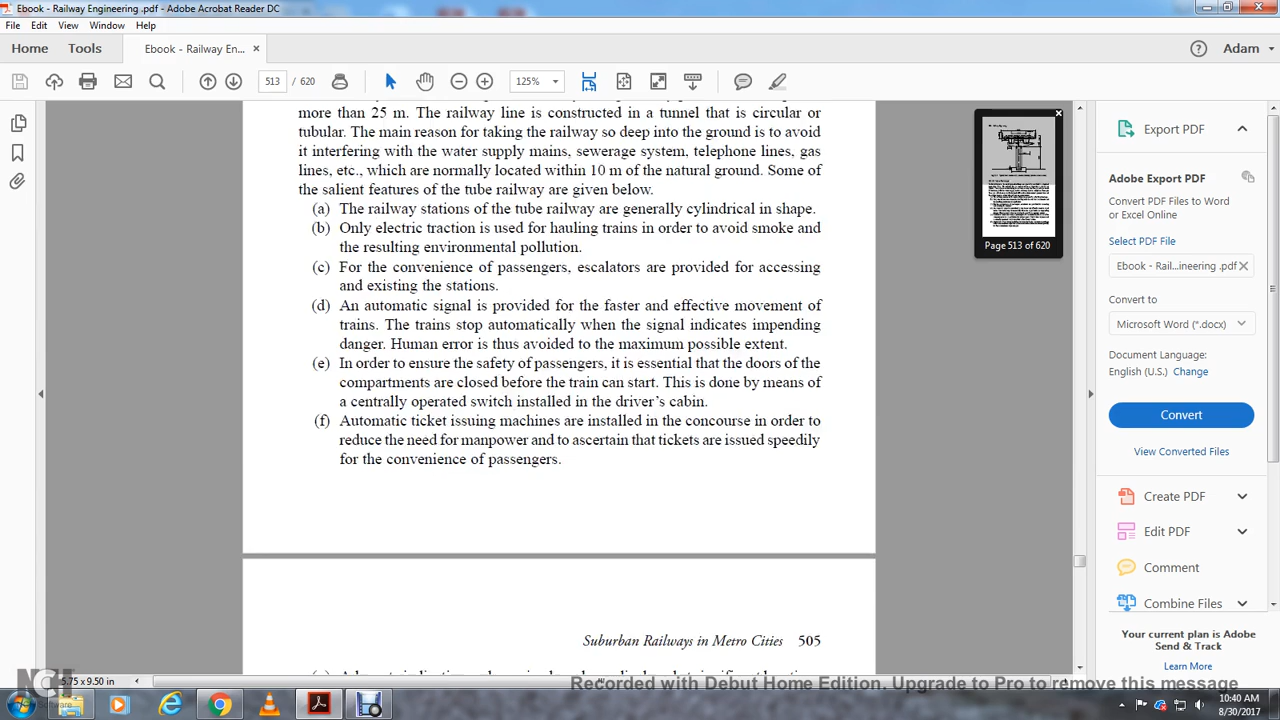 Ebook - Railway Engineering .pdf - Adobe Acrobat Reader DC
File Edit View Window Help
Home Tools Ebook - Railway En... × Adam
513 / 620 125%
more than 25 m. The railway line is constructed in a tunnel that is circular or
tubular. The main reason for taking the railway so deep into the ground is to avoid
it interfering with the water supply mains, sewerage system, telephone lines, gas
lines, etc., which are normally located within 10 m of the natural ground. Some of
the salient features of the tube railway are given below.
(a) The railway stations of the tube railway are generally cylindrical in shape.
(b) Only electric traction is used for hauling trains in order to avoid smoke and
the resulting environmental pollution.
(c) For the convenience of passengers, escalators are provided for accessing
and existing the stations.
(d) An automatic signal is provided for the faster and effective movement of
trains. The trains stop automatically when the signal indicates impending
danger. Human error is thus avoided to the maximum possible extent.
(e) In order to ensure the safety of passengers, it is essential that the doors of the
compartments are closed before the train can start. This is done by means of
a centrally operated switch installed in the driver's cabin.
(f) Automatic ticket issuing machines are installed in the concourse in order to
reduce the need for manpower and to ascertain that tickets are issued speedily
for the convenience of passengers.
Suburban Railways in Metro Cities 505
Page 513 of 620
Export PDF
Adobe Export PDF
Convert PDF Files to Word
or Excel Online
Select PDF File
Ebook - Rail...ineering .pdf
Convert to
Microsoft Word (*.docx)
Document Language:
English (U.S.) Change
Convert
View Converted Files
Create PDF
Edit PDF
Comment
Combine Files
Your current plan is Adobe
Send & Track
Learn More
5.75 x 9.50 in
NCH
Software
Recorded with Debut Home Edition. Upgrade to Pro to remove this message
10:40 AM
8/30/2017